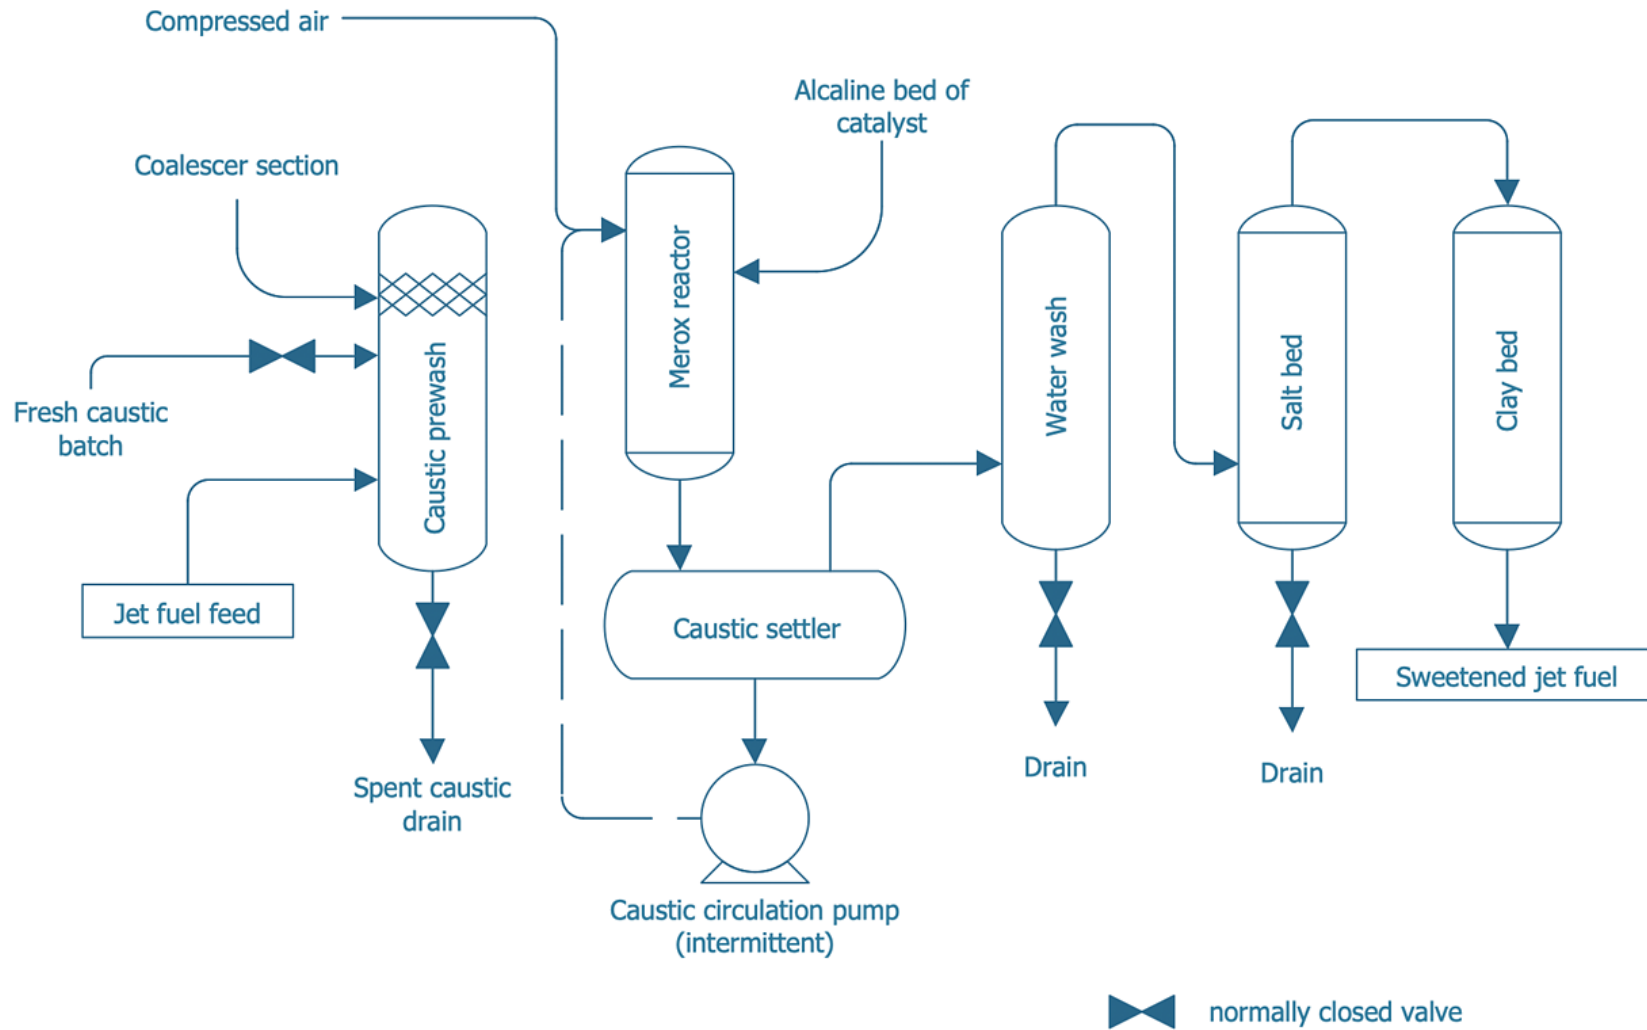 Compressed air
Alcaline bed of
catalyst
Coalescer section
Fresh caustic
batch
Jet fuel feed
Caustic prewash
Spent caustic
drain
Merox reactor
Caustic settler
Caustic circulation pump
(intermittent)
Water wash
Drain
Salt bed
Drain
Clay bed
Sweetened jet fuel
normally closed valve